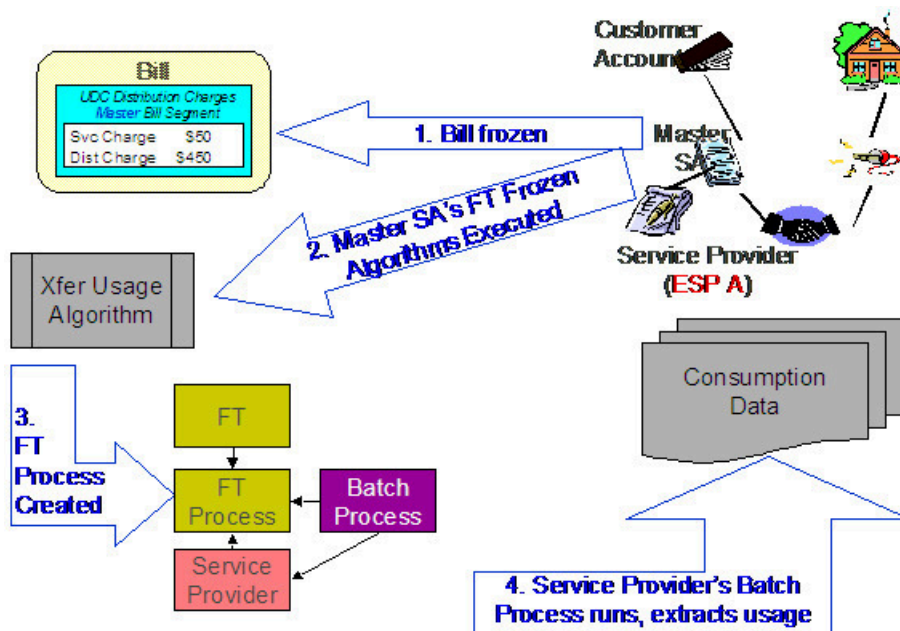 Bill
UDC Distribution Charges
Master Bill Segment
Svc Charge $50
Dist Charge $450
1. Bill frozen
Customer
Account
Master
SA
2. Master SA's FT Frozen
Algorithms Executed
Service Provider
(ESP A)
Xfer Usage
Algorithm
3.
FT
Process
Created
FT
FT
Process
Batch
Process
Service
Provider
Consumption
Data
4. Service Provider's Batch
Process runs, extracts usage